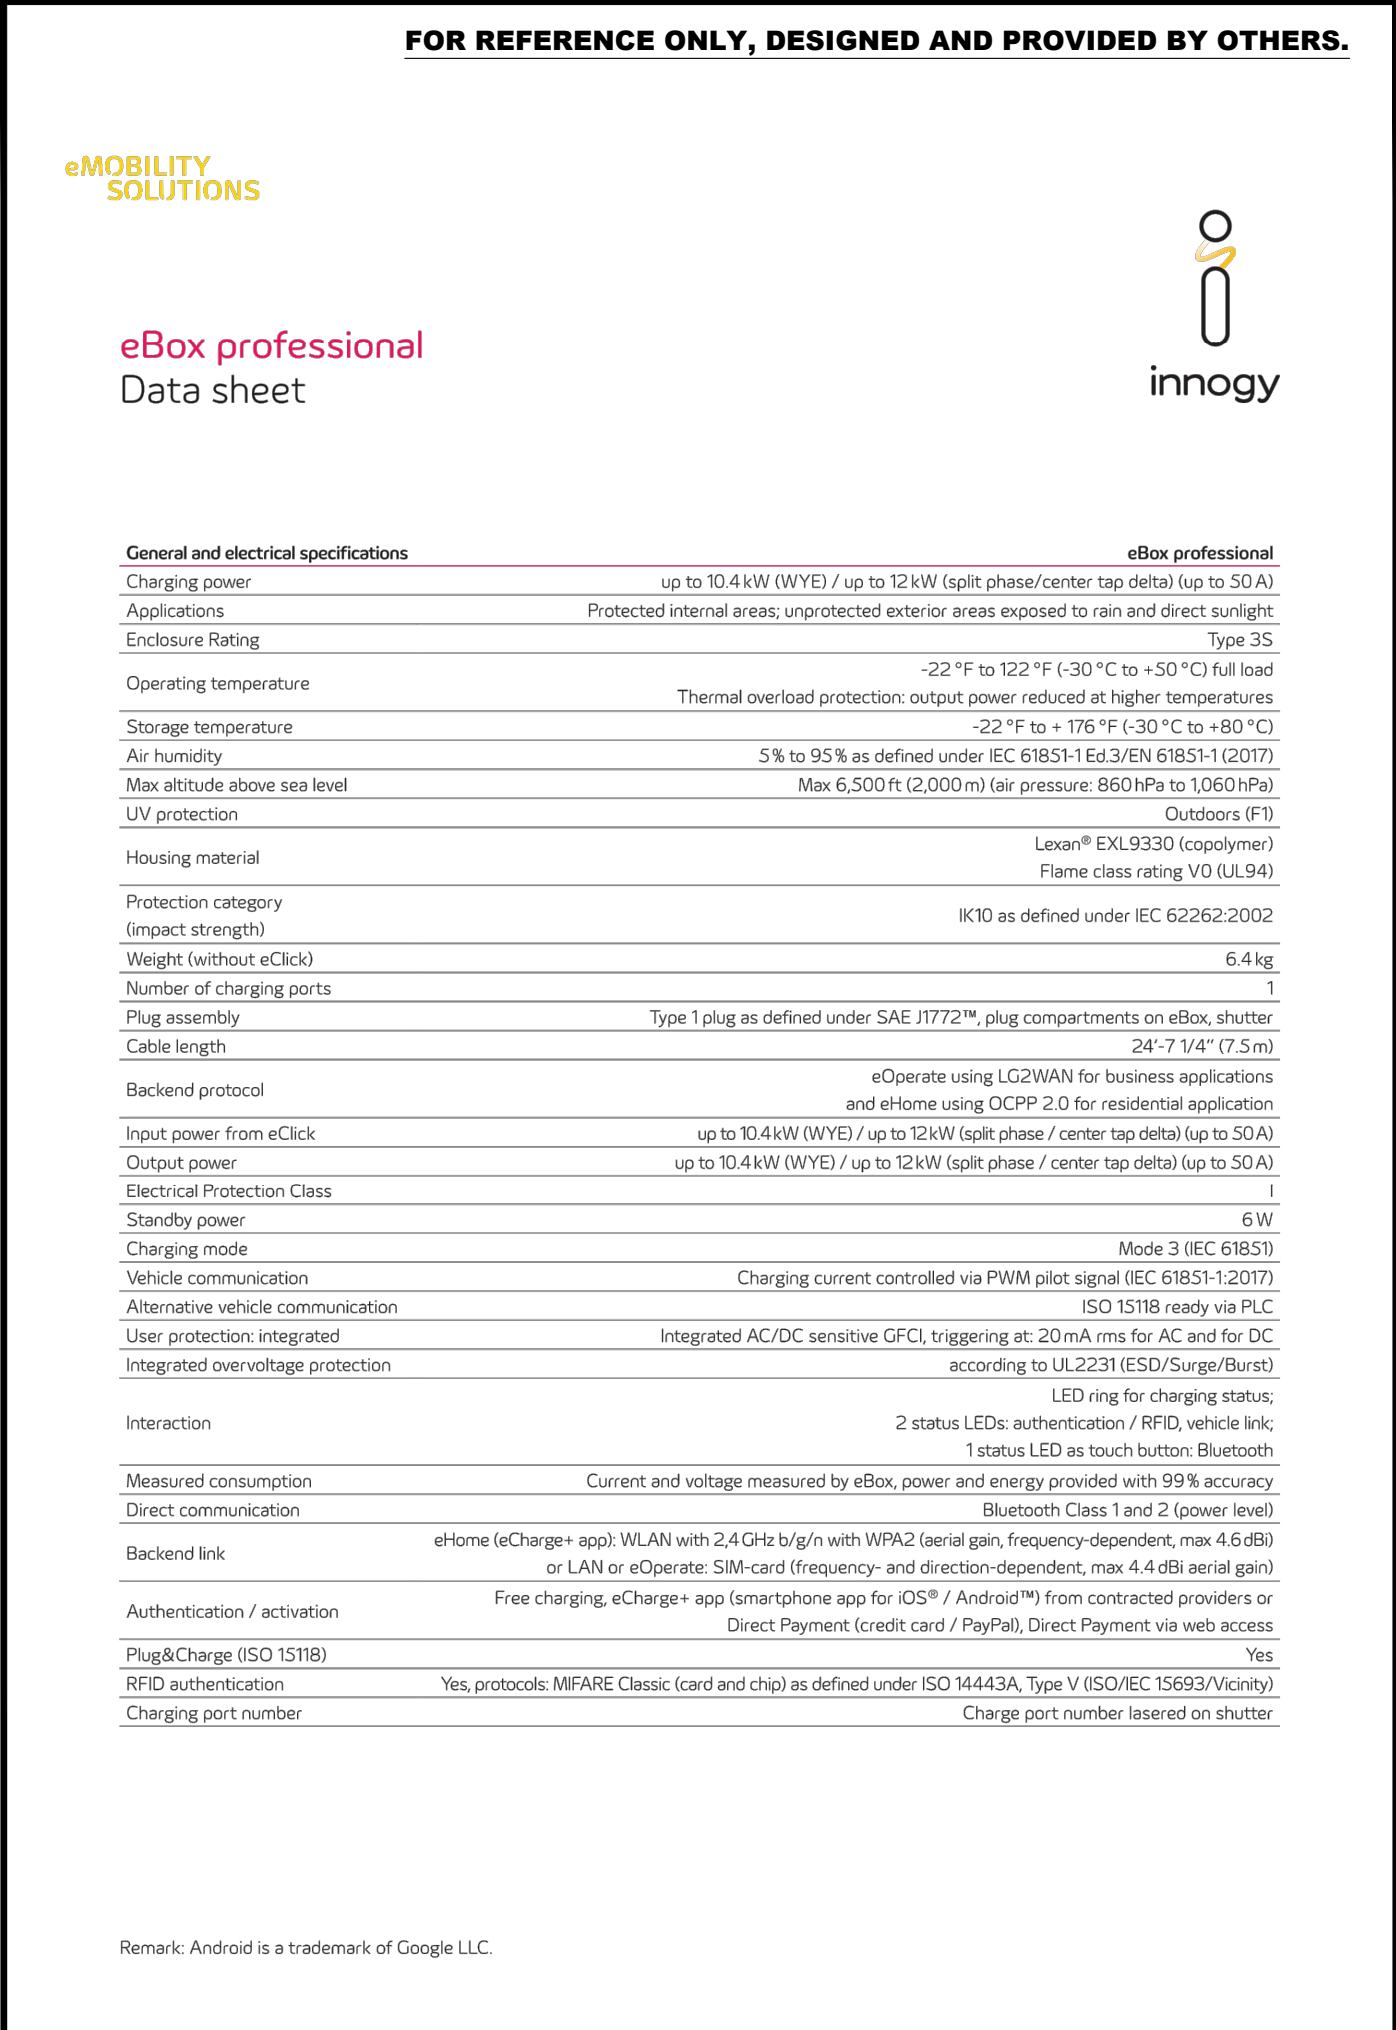 FOR REFERENCE ONLY, DESIGNED AND PROVIDED BY OTHERS.
eMOBILITY
SOLUTIONS
innogy
eBox professional
Data sheet
General and electrical specifications eBox professional
Charging power up to 10.4 kW (WYE) / up to 12 kW (split phase/center tap delta) (up to 50 A)
Applications Protected internal areas; unprotected exterior areas exposed to rain and direct sunlight
Enclosure Rating Type 3S
Operating temperature -22 °F to 122 °F (-30 °C to +50 °C) full load
Thermal overload protection: output power reduced at higher temperatures
Storage temperature -22 °F to + 176 °F (-30 °C to +80 °C)
Air humidity 5 % to 95 % as defined under IEC 61851-1 Ed.3/EN 61851-1 (2017)
Max altitude above sea level Max 6,500 ft (2,000 m) (air pressure: 860 hPa to 1,060 hPa)
UV protection Outdoors (F1)
Housing material Lexan® EXL9330 (copolymer)
Flame class rating V0 (UL94)
Protection category
(impact strength) IK10 as defined under IEC 62262:2002
Weight (without eClick) 6.4 kg
Number of charging ports 1
Plug assembly Type 1 plug as defined under SAE J1772™, plug compartments on eBox, shutter
Cable length 24‘-7 1/4‘‘ (7.5 m)
Backend protocol eOperate using LG2WAN for business applications
and eHome using OCPP 2.0 for residential application
Input power from eClick up to 10.4 kW (WYE) / up to 12 kW (split phase / center tap delta) (up to 50 A)
Output power up to 10.4 kW (WYE) / up to 12 kW (split phase / center tap delta) (up to 50 A)
Electrical Protection Class I
Standby power 6 W
Charging mode Mode 3 (IEC 61851)
Vehicle communication Charging current controlled via PWM pilot signal (IEC 61851-1:2017)
Alternative vehicle communication ISO 15118 ready via PLC
User protection: integrated Integrated AC/DC sensitive GFCI, triggering at: 20 mA rms for AC and for DC
Integrated overvoltage protection according to UL2231 (ESD/Surge/Burst)
Interaction LED ring for charging status;
2 status LEDs: authentication / RFID, vehicle link;
1 status LED as touch button: Bluetooth
Measured consumption Current and voltage measured by eBox, power and energy provided with 99 % accuracy
Direct communication Bluetooth Class 1 and 2 (power level)
Backend link eHome (eCharge+ app): WLAN with 2,4 GHz b/g/n with WPA2 (aerial gain, frequency-dependent, max 4.6 dBi)
or LAN or eOperate: SIM-card (frequency- and direction-dependent, max 4.4 dBi aerial gain)
Authentication / activation Free charging, eCharge+ app (smartphone app for iOS® / Android™) from contracted providers or
Direct Payment (credit card / PayPal), Direct Payment via web access
Plug&Charge (ISO 15118) Yes
RFID authentication Yes, protocols: MIFARE Classic (card and chip) as defined under ISO 14443A, Type V (ISO/IEC 15693/Vicinity)
Charging port number Charge port number lasered on shutter
Remark: Android is a trademark of Google LLC.